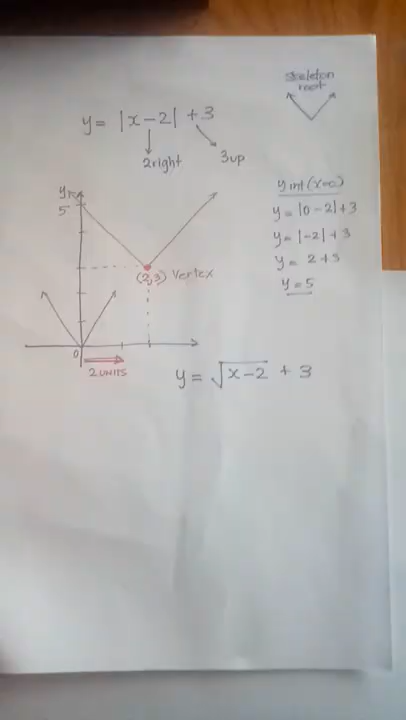 skeleton
root
y = |x-2| + 3
2right
3up
y
5
(2,3) Vertex
0
2 UNITS
y int (x=0)
y = |0-2| + 3
y = |-2| + 3
y = 2 + 3
y = 5
y = √x-2 + 3